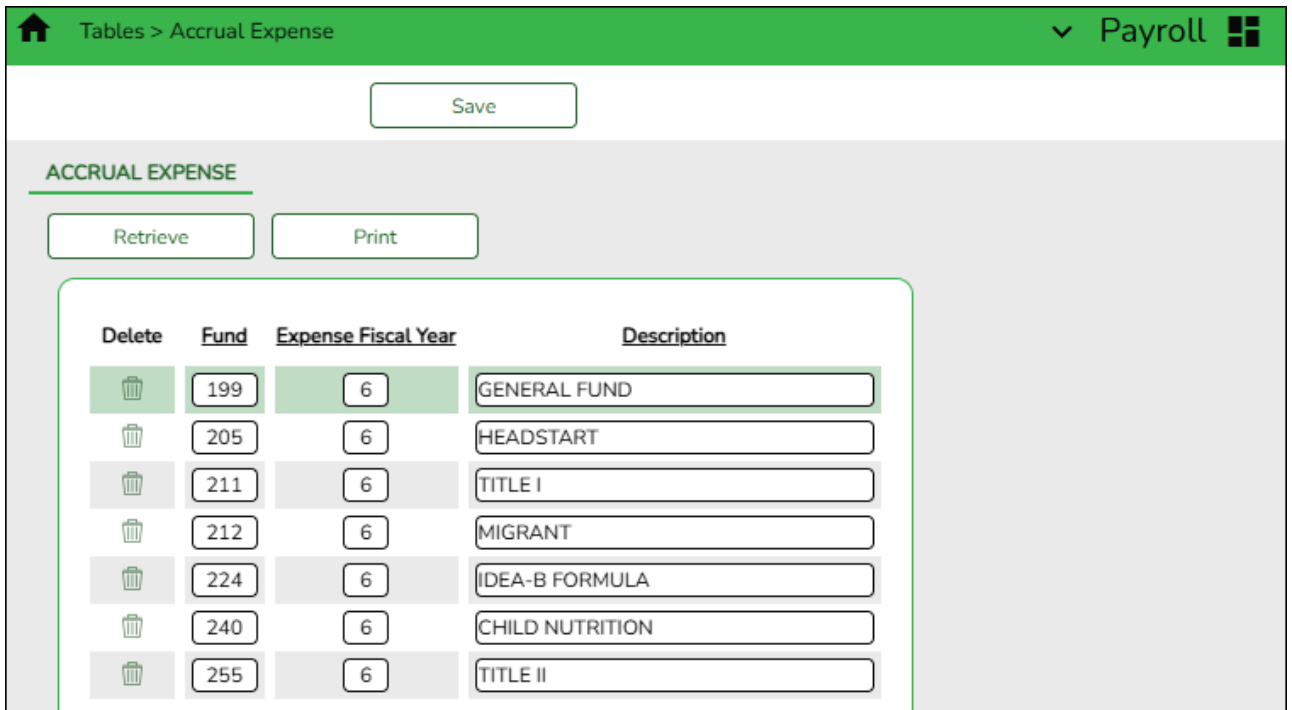 Tables > Accrual Expense Payroll
Save
ACCRUAL EXPENSE
Retrieve Print
Delete Fund Expense Fiscal Year Description
199 6 GENERAL FUND
205 6 HEADSTART
211 6 TITLE I
212 6 MIGRANT
224 6 IDEA-B FORMULA
240 6 CHILD NUTRITION
255 6 TITLE II